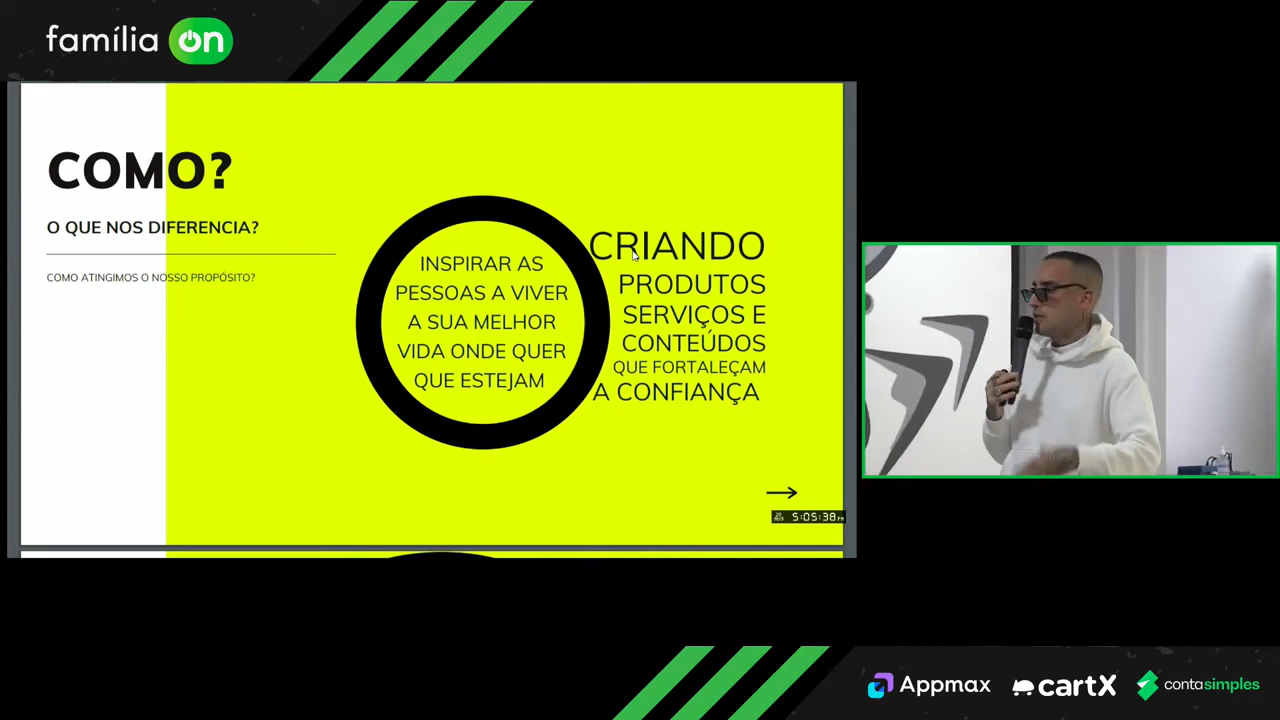 família on
COMO?
O QUE NOS DIFERENCIA?
COMO ATINGIMOS O NOSSO PROPÓSITO?
INSPIRAR AS
PESSOAS A VIVER
A SUA MELHOR
VIDA ONDE QUER
QUE ESTEJAM
CRIANDO
PRODUTOS
SERVIÇOS E
CONTEÚDOS
QUE FORTALEÇAM
A CONFIANÇA
5:05:38 PM
Appmax
cartX
contasimples